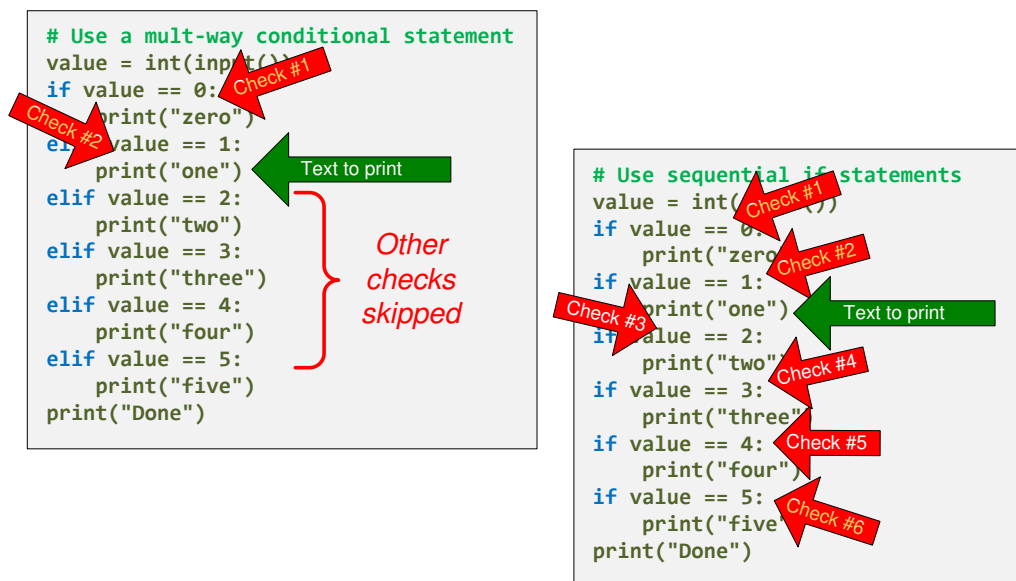 # Use a mult-way conditional statement
value = int(input())
if value == 0:
Check #1
print("zero")
Check #2
elif value == 1:
print("one")
Text to print
elif value == 2:
print("two")
elif value == 3:
print("three")
elif value == 4:
print("four")
elif value == 5:
print("five")
print("Done")
Other
checks
skipped
# Use sequential if statements
value = int(input())
Check #1
if value == 0:
print("zero")
Check #2
if value == 1:
print("one")
Text to print
Check #3
if value == 2:
print("two")
Check #4
if value == 3:
print("three")
if value == 4:
Check #5
print("four")
if value == 5:
Check #6
print("five")
print("Done")